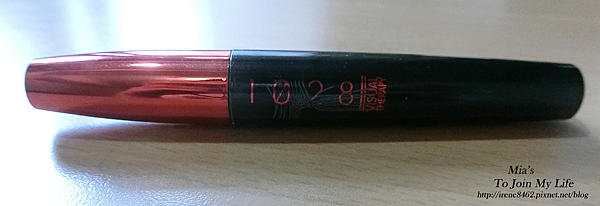 1028
VISUAL
THERAPY
Mia's
To Join My Life
http://irene8462.pixnet.net/blog